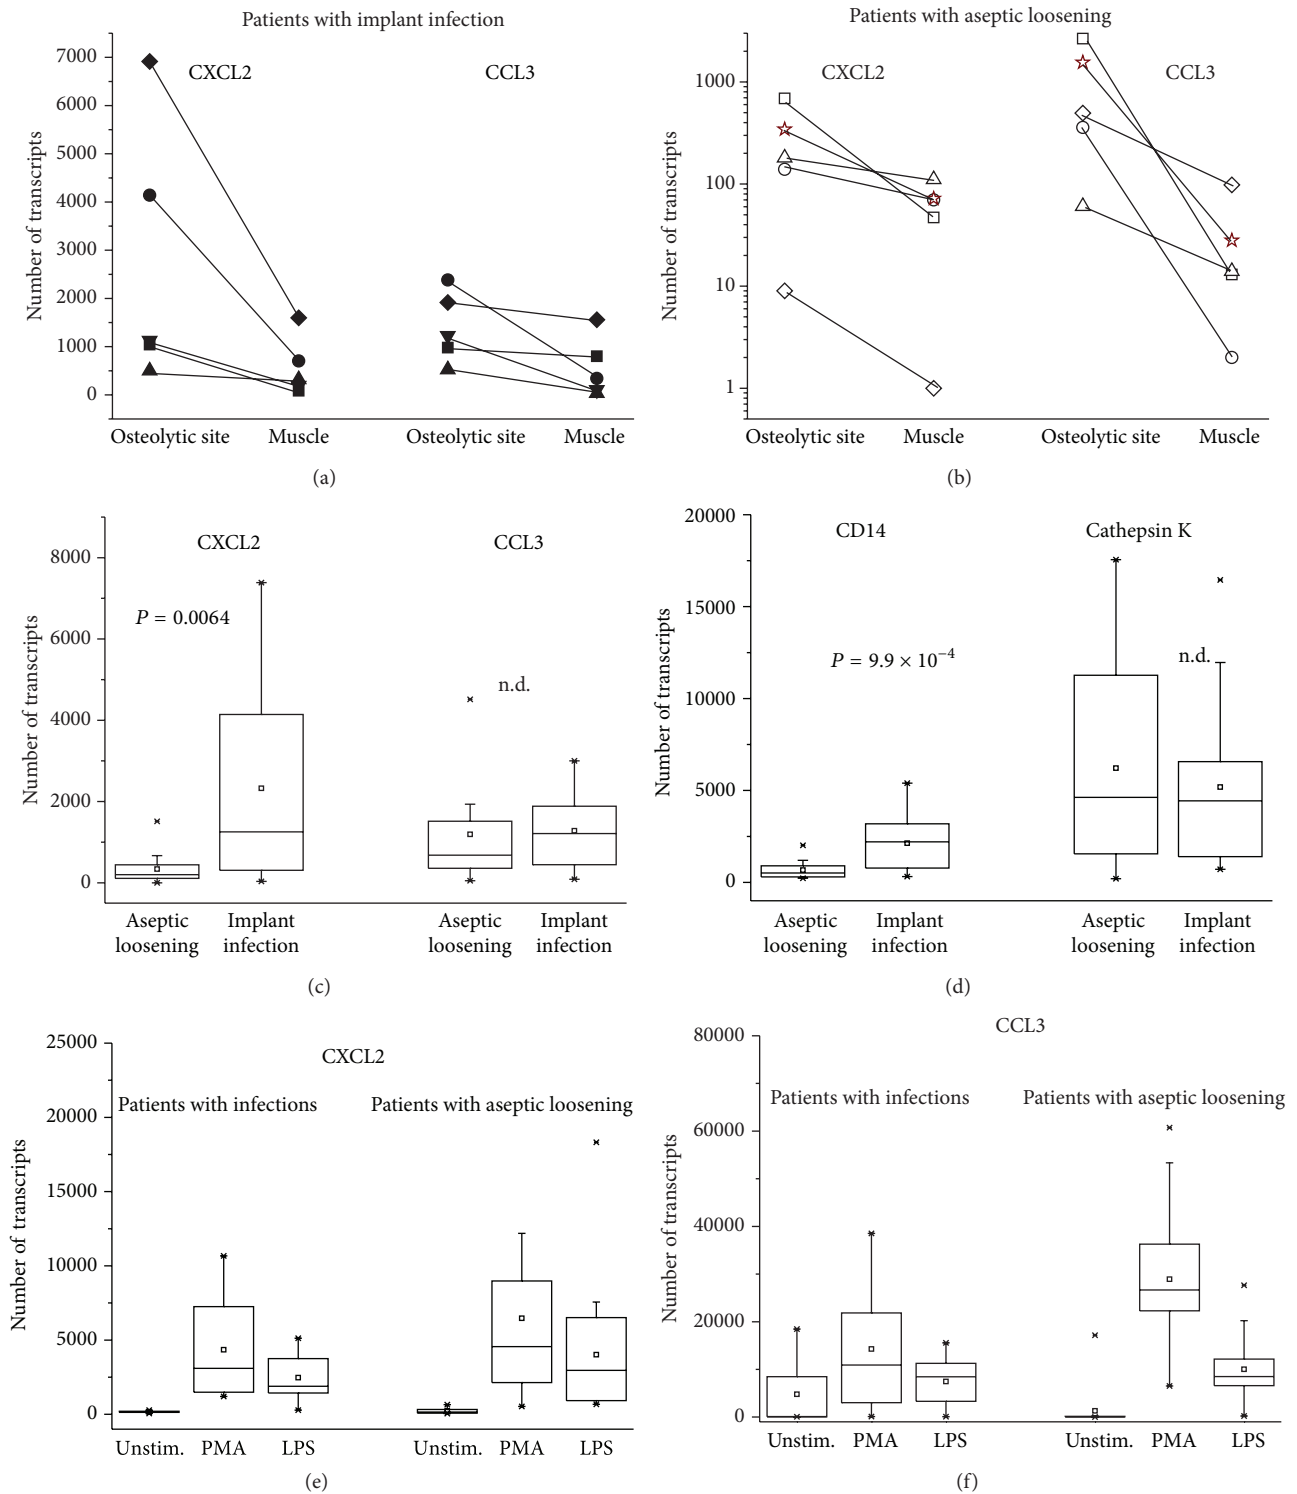 Patients with implant infection
CXCL2
CCL3
Number of transcripts
7000
6000
5000
4000
3000
2000
1000
0
Osteolytic site
Muscle
Osteolytic site
Muscle
(a)
Patients with aseptic loosening
CXCL2
CCL3
Number of transcripts
1000
100
10
1
Osteolytic site
Muscle
Osteolytic site
Muscle
(b)
CXCL2
CCL3
P = 0.0064
n.d.
Number of transcripts
8000
6000
4000
2000
0
Aseptic
loosening
Implant
infection
Aseptic
loosening
Implant
infection
(c)
CD14
Cathepsin K
P = 9.9 × 10⁻⁴
n.d.
Number of transcripts
20000
15000
10000
5000
0
Aseptic
loosening
Implant
infection
Aseptic
loosening
Implant
infection
(d)
CXCL2
Patients with infections
Patients with aseptic loosening
Number of transcripts
25000
20000
15000
10000
5000
0
Unstim.
PMA
LPS
Unstim.
PMA
LPS
(e)
CCL3
Patients with infections
Patients with aseptic loosening
Number of transcripts
80000
60000
40000
20000
0
Unstim.
PMA
LPS
Unstim.
PMA
LPS
(f)